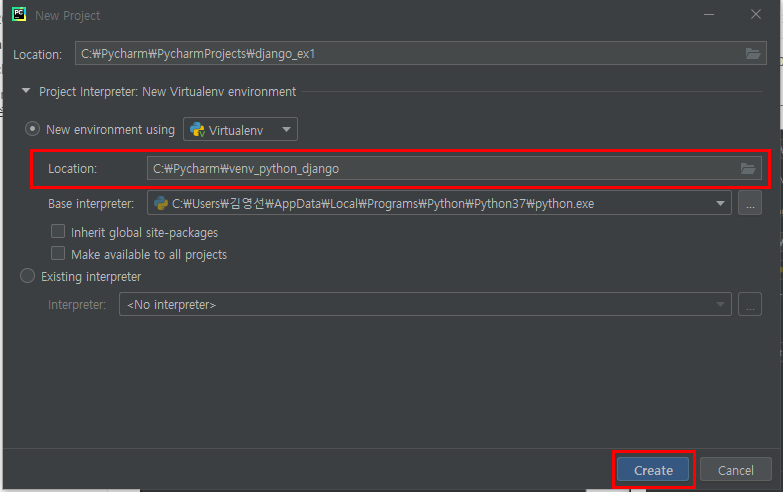 PC
New Project
Location: C:₩Pycharm₩PycharmProjects₩django_ex1
Project Interpreter: New Virtualenv environment
New environment using Virtualenv
Location: C:₩Pycharm₩venv_python_django
Base interpreter: C:₩Users₩김영선₩AppData₩Local₩Programs₩Python₩Python37₩python.exe ...
Inherit global site-packages
Make available to all projects
Existing interpreter
Interpreter: <No interpreter> ...
Create Cancel